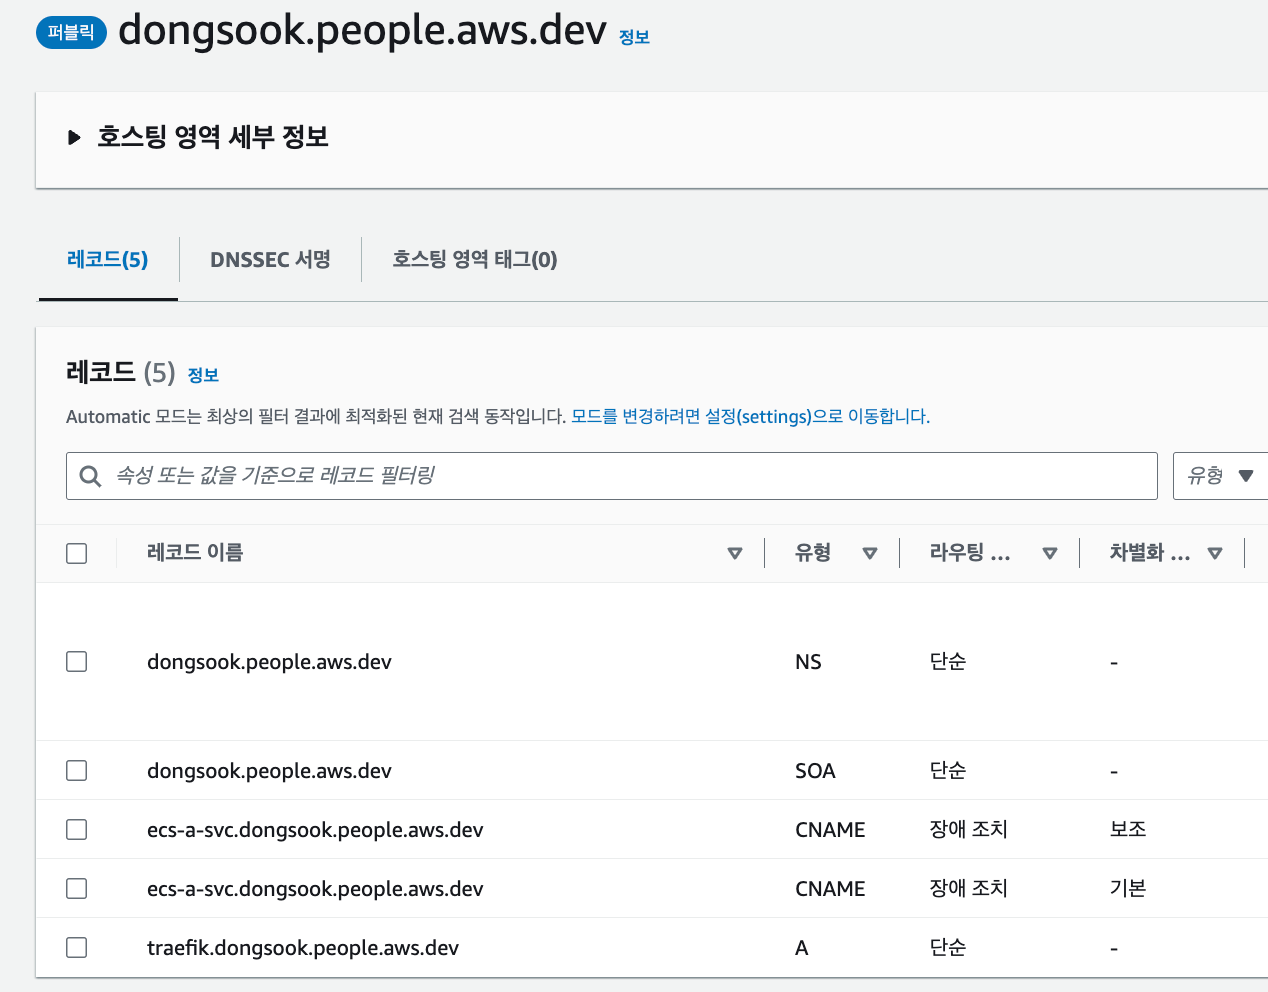 퍼블릭 dongsook.people.aws.dev 정보
호스팅 영역 세부 정보
레코드(5) DNSSEC 서명 호스팅 영역 태그(0)
레코드 (5) 정보
Automatic 모드는 최상의 필터 결과에 최적화된 현재 검색 동작입니다. 모드를 변경하려면 설정(settings)으로 이동합니다.
속성 또는 값을 기준으로 레코드 필터링 유형
레코드 이름 유형 라우팅 ... 차별화 ...
dongsook.people.aws.dev NS 단순 -
dongsook.people.aws.dev SOA 단순 -
ecs-a-svc.dongsook.people.aws.dev CNAME 장애 조치 보조
ecs-a-svc.dongsook.people.aws.dev CNAME 장애 조치 기본
traefik.dongsook.people.aws.dev A 단순 -